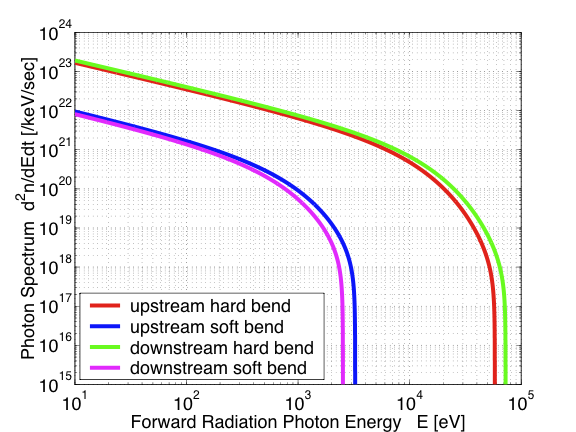 10^24
10^23
10^22
10^21
10^20
10^19
10^18
10^17
10^16
10^15
Photon Spectrum d^2n/dEdt [/keV/sec]
upstream hard bend
upstream soft bend
downstream hard bend
downstream soft bend
10^1 10^2 10^3 10^4 10^5
Forward Radiation Photon Energy E [eV]